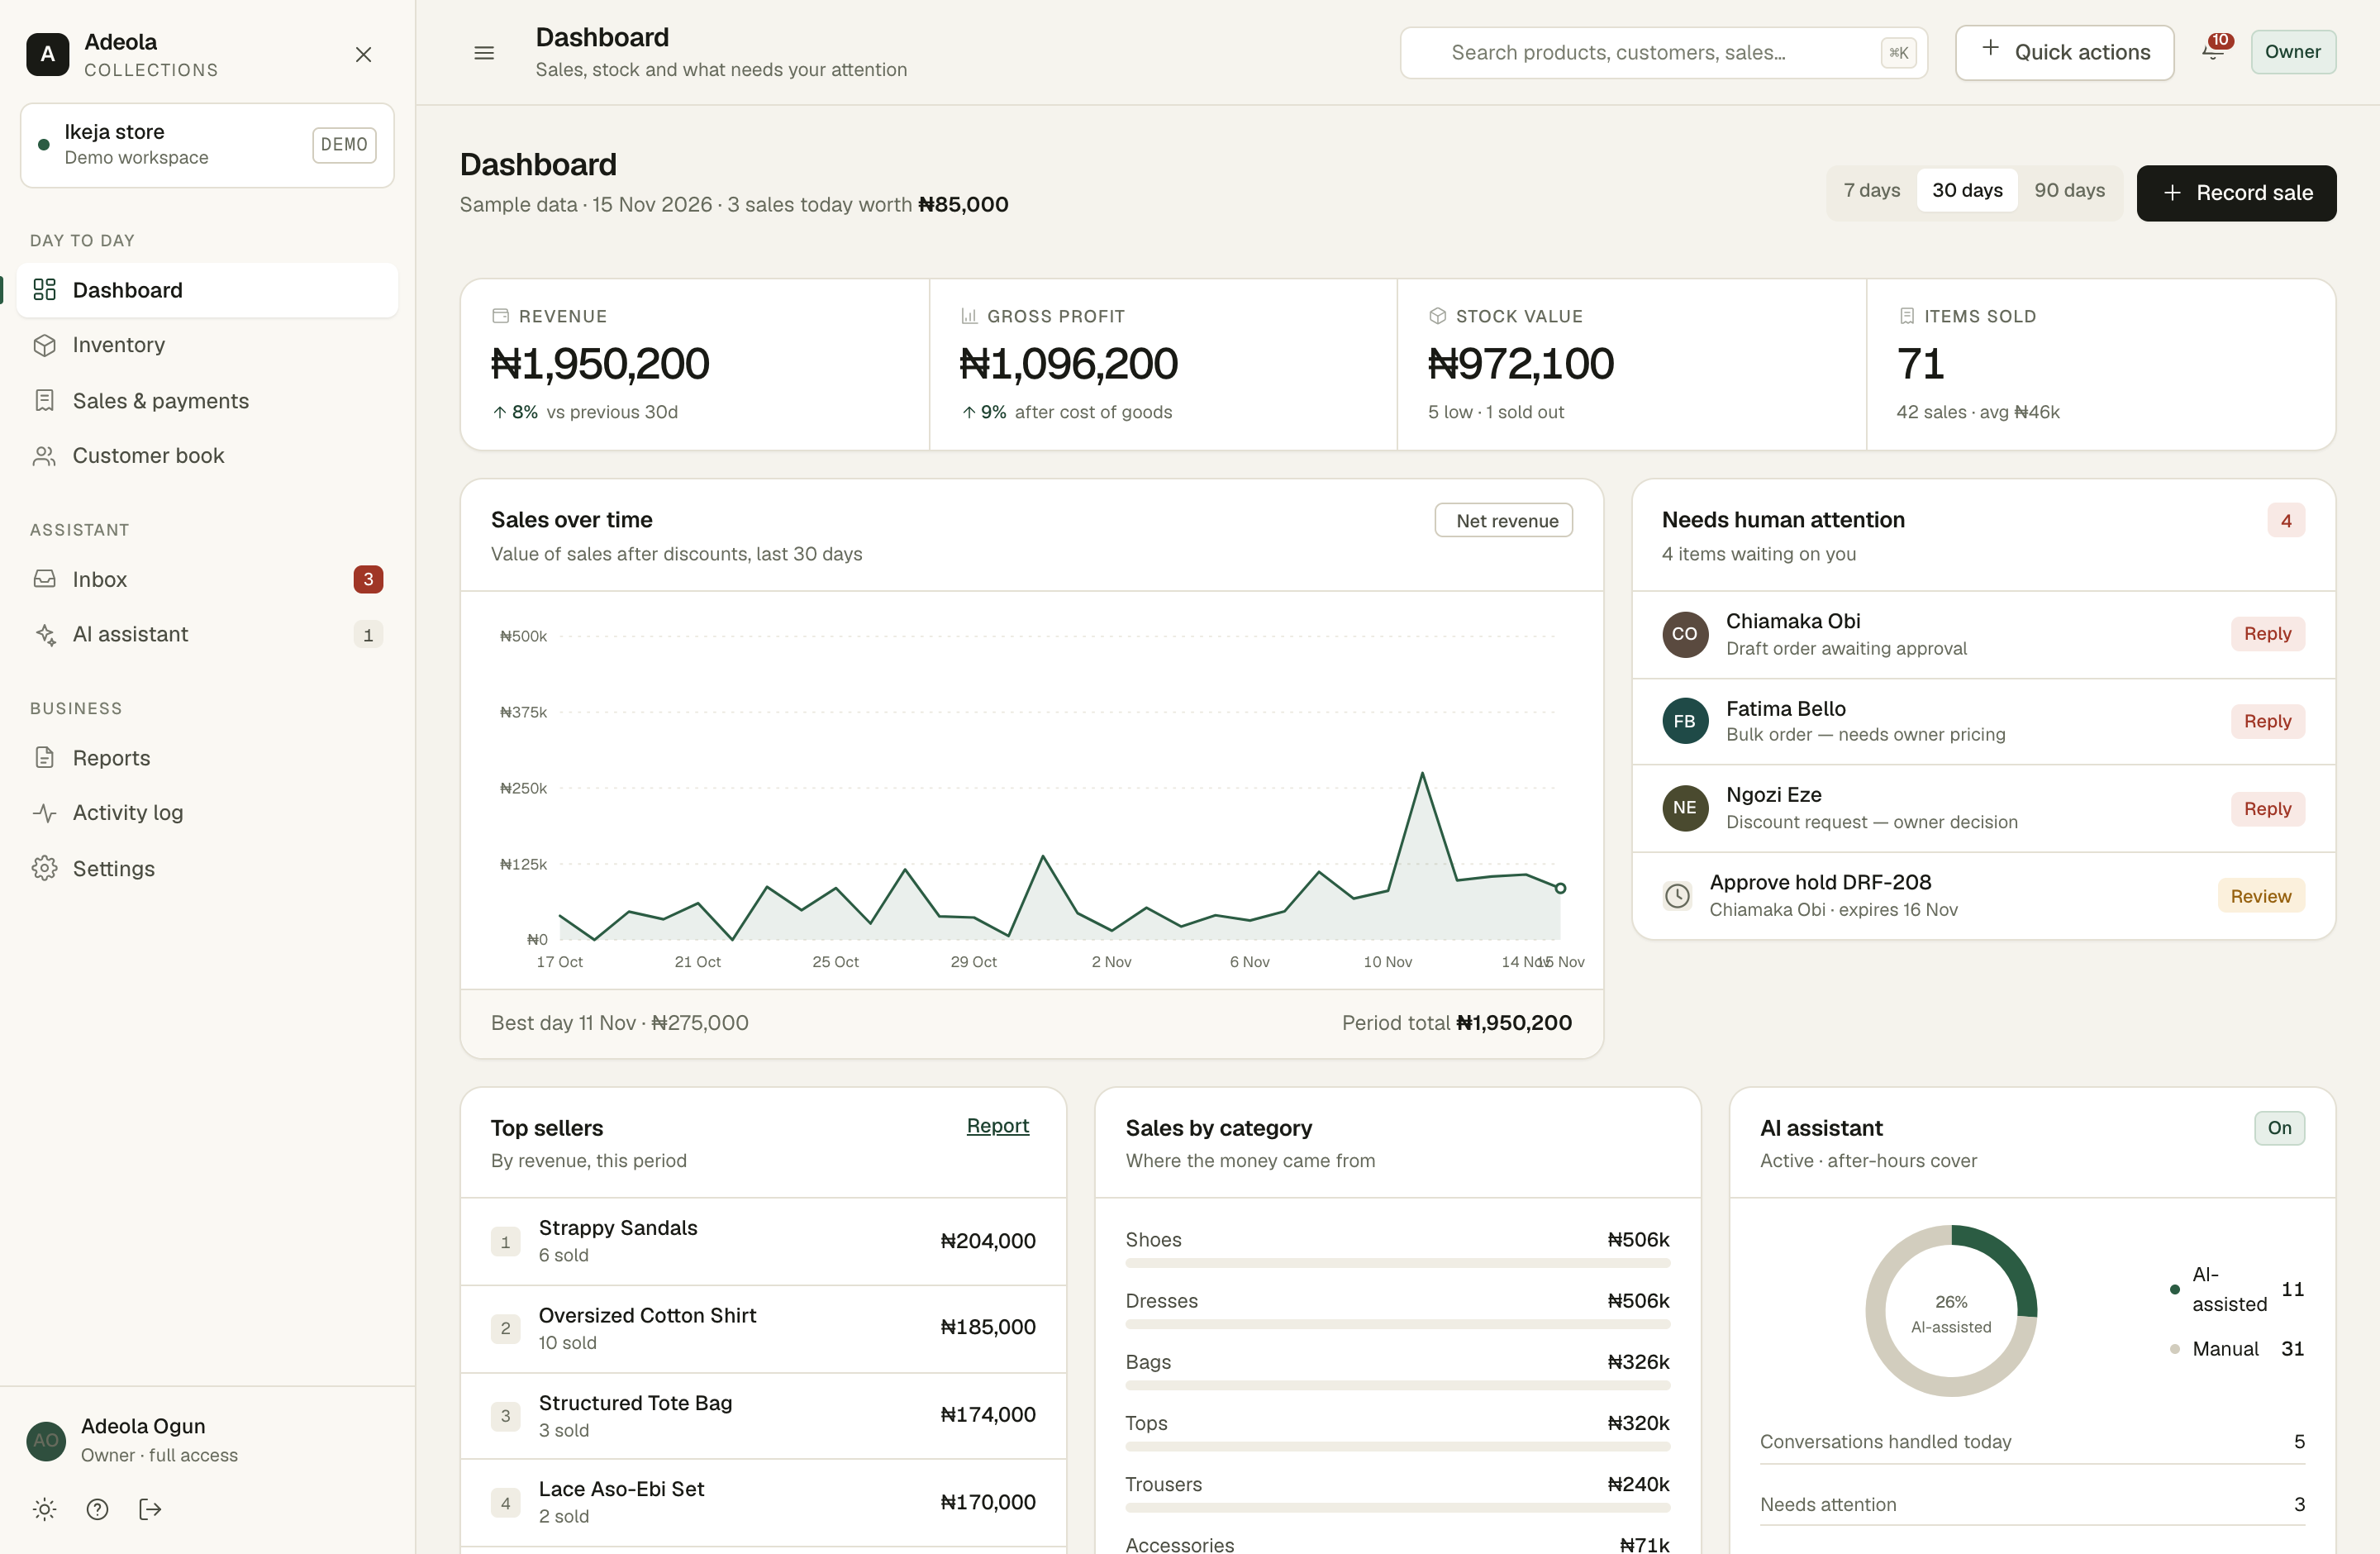 A
Adeola
COLLECTIONS
Ikeja store
Demo workspace
DEMO
DAY TO DAY
Dashboard
Inventory
Sales & payments
Customer book
ASSISTANT
Inbox
3
AI assistant
1
BUSINESS
Reports
Activity log
Settings
AO
Adeola Ogun
Owner · full access
Dashboard
Sales, stock and what needs your attention
Search products, customers, sales...
⌘K
Quick actions
10
Owner
Dashboard
Sample data · 15 Nov 2026 · 3 sales today worth ₦85,000
7 days
30 days
90 days
Record sale
REVENUE
₦1,950,200
↑ 8% vs previous 30d
GROSS PROFIT
₦1,096,200
↑ 9% after cost of goods
STOCK VALUE
₦972,100
5 low · 1 sold out
ITEMS SOLD
71
42 sales · avg ₦46k
Sales over time
Value of sales after discounts, last 30 days
Net revenue
₦500k
₦375k
₦250k
₦125k
₦0
17 Oct
21 Oct
25 Oct
29 Oct
2 Nov
6 Nov
10 Nov
14 Nov
15 Nov
Best day 11 Nov · ₦275,000
Period total ₦1,950,200
Needs human attention
4 items waiting on you
4
Chiamaka Obi
CO
Draft order awaiting approval
Reply
Fatima Bello
FB
Bulk order — needs owner pricing
Reply
Ngozi Eze
NE
Discount request — owner decision
Reply
Approve hold DRF-208
Chiamaka Obi · expires 16 Nov
Review
Top sellers
By revenue, this period
Report
1
Strappy Sandals
6 sold
₦204,000
2
Oversized Cotton Shirt
10 sold
₦185,000
3
Structured Tote Bag
3 sold
₦174,000
4
Lace Aso-Ebi Set
2 sold
₦170,000
Sales by category
Where the money came from
Shoes
₦506k
Dresses
₦506k
Bags
₦326k
Tops
₦320k
Trousers
₦240k
Accessories
₦71k
AI assistant
Active · after-hours cover
On
26%
AI-assisted
AI-
assisted
11
Manual
31
Conversations handled today
5
Needs attention
3